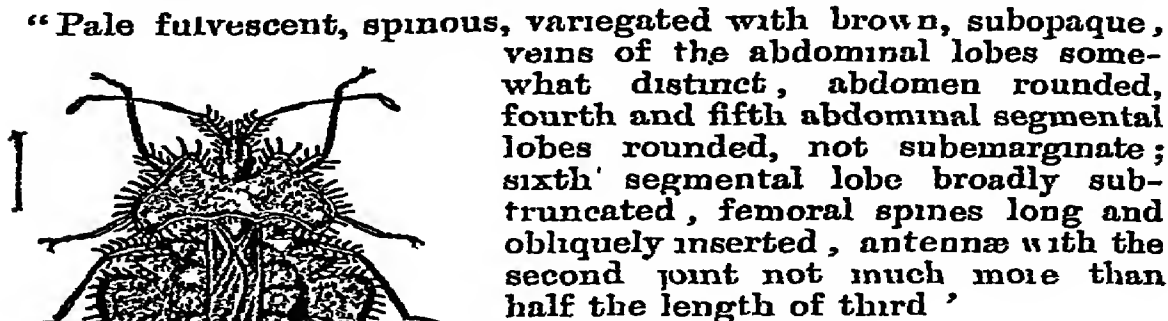 “Pale fulvescent, spinous, variegated with brown, subopaque,
veins of the abdominal lobes some-
what distinct, abdomen rounded,
fourth and fifth abdominal segmental
lobes rounded, not subemarginate;
sixth segmental lobe broadly sub-
truncated, femoral spines long and
obliquely inserted, antennæ with the
second joint not much more than
half the length of third ’